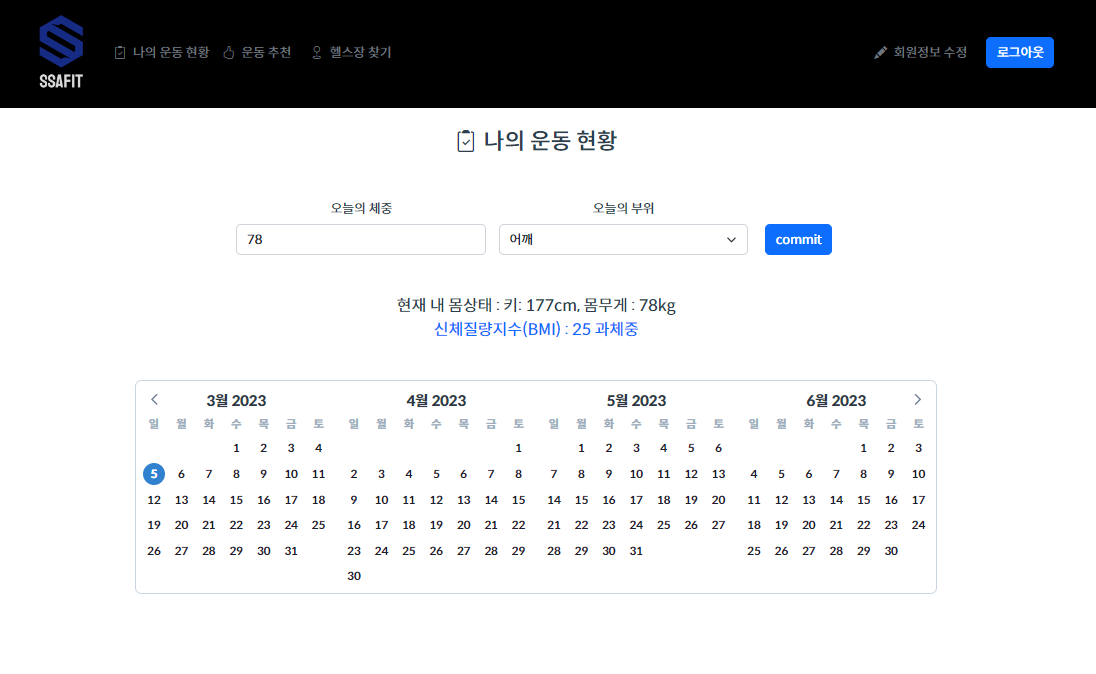 SSAFIT
나의 운동 현황 운동 추천 헬스장 찾기 회원정보 수정 로그아웃
나의 운동 현황
오늘의 체중 오늘의 부위
78 어깨 commit
현재 내 몸상태 : 키: 177cm, 몸무게 : 78kg
신체질량지수(BMI) : 25 과체중
3월 2023
일 월 화 수 목 금 토
1 2 3 4
5 6 7 8 9 10 11
12 13 14 15 16 17 18
19 20 21 22 23 24 25
26 27 28 29 30 31
4월 2023
일 월 화 수 목 금 토
1
2 3 4 5 6 7 8
9 10 11 12 13 14 15
16 17 18 19 20 21 22
23 24 25 26 27 28 29
30
5월 2023
일 월 화 수 목 금 토
1 2 3 4 5 6
7 8 9 10 11 12 13
14 15 16 17 18 19 20
21 22 23 24 25 26 27
28 29 30 31
6월 2023
일 월 화 수 목 금 토
1 2 3
4 5 6 7 8 9 10
11 12 13 14 15 16 17
18 19 20 21 22 23 24
25 26 27 28 29 30